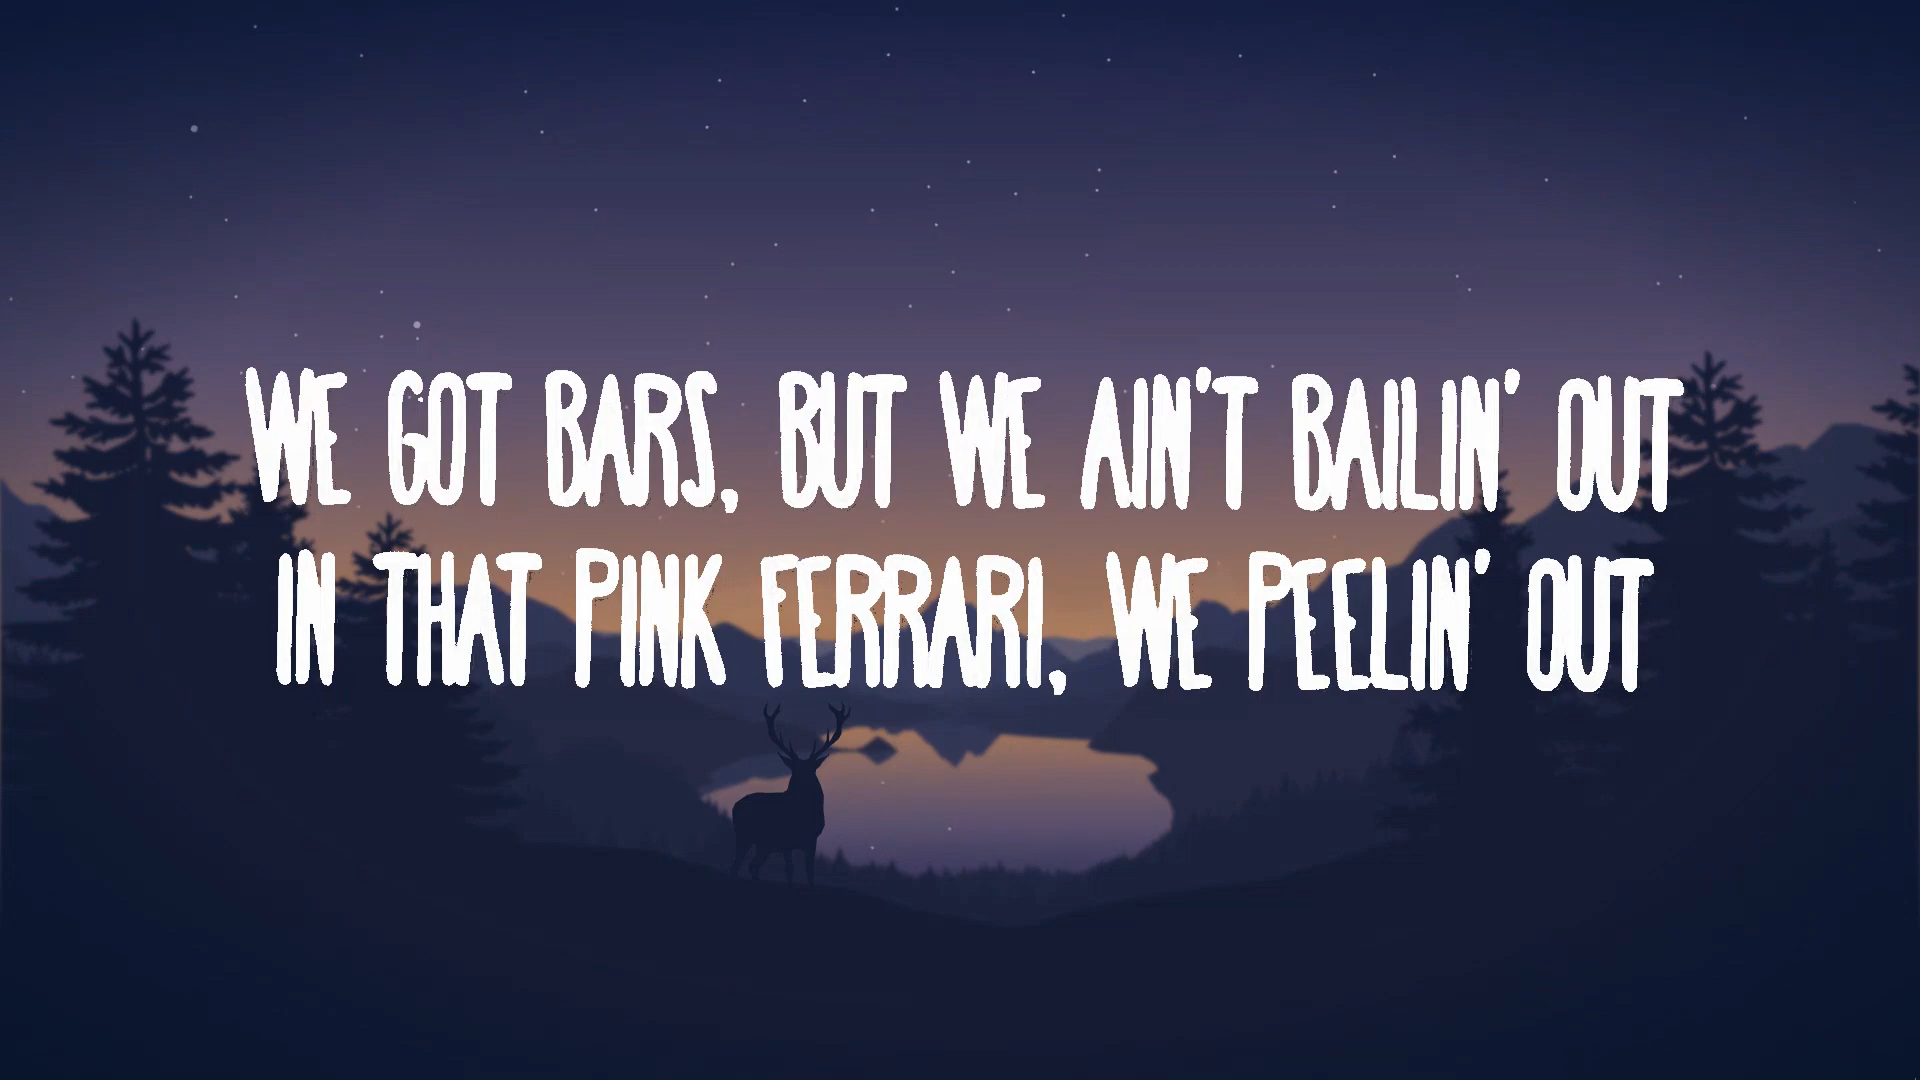 WE GOT BARS, BUT WE AIN'T BAILIN' OUT
IN THAT PINK FERRARI, WE PEELIN' OUT